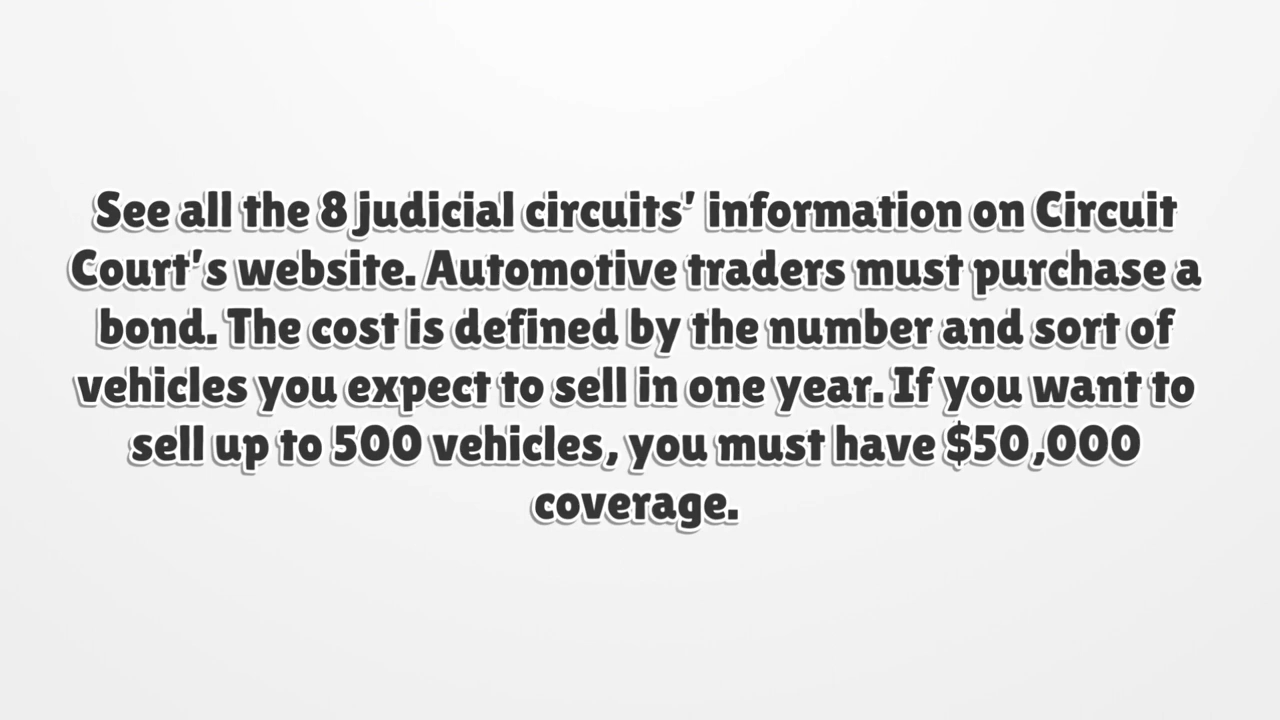 See all the 8 judicial circuits' information on Circuit
Court's website. Automotive traders must purchase a
bond. The cost is defined by the number and sort of
vehicles you expect to sell in one year. If you want to
sell up to 500 vehicles, you must have $50,000
coverage.